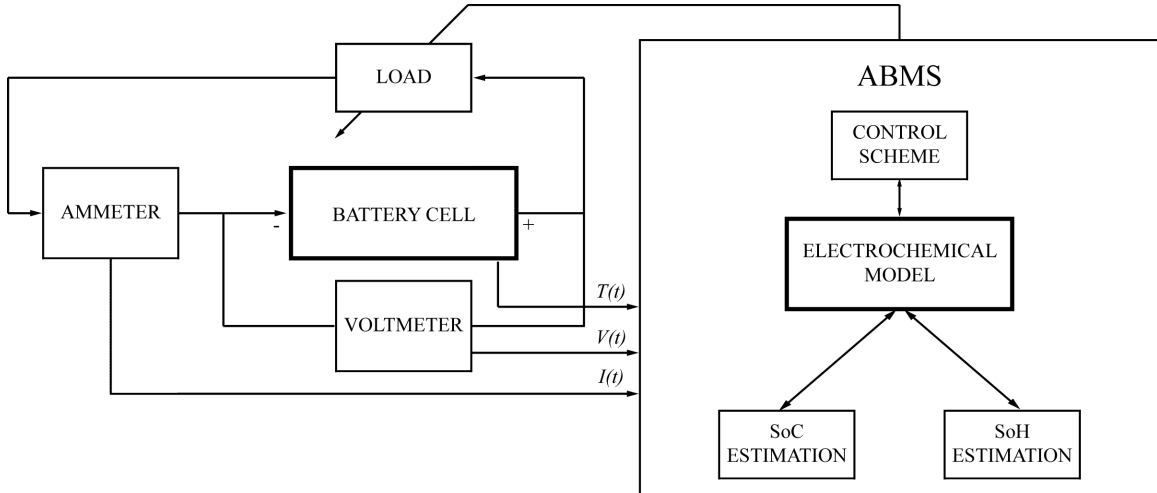 LOAD
ABMS
CONTROL
SCHEME
AMMETER
-
BATTERY CELL
+
ELECTROCHEMICAL
MODEL
T(t)
VOLTMETER
V(t)
I(t)
SoC
ESTIMATION
SoH
ESTIMATION